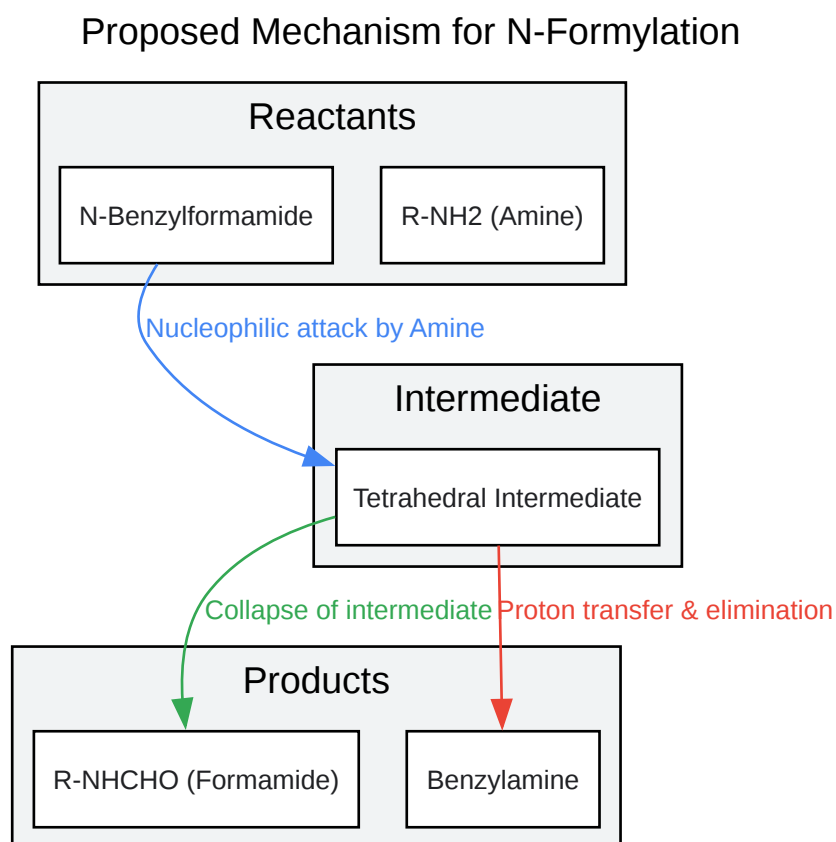 Proposed Mechanism for N-Formylation
Reactants
N-Benzylformamide
R-NH2 (Amine)
Nucleophilic attack by Amine
Intermediate
Tetrahedral Intermediate
Collapse of intermediate
Proton transfer & elimination
Products
R-NHCHO (Formamide)
Benzylamine